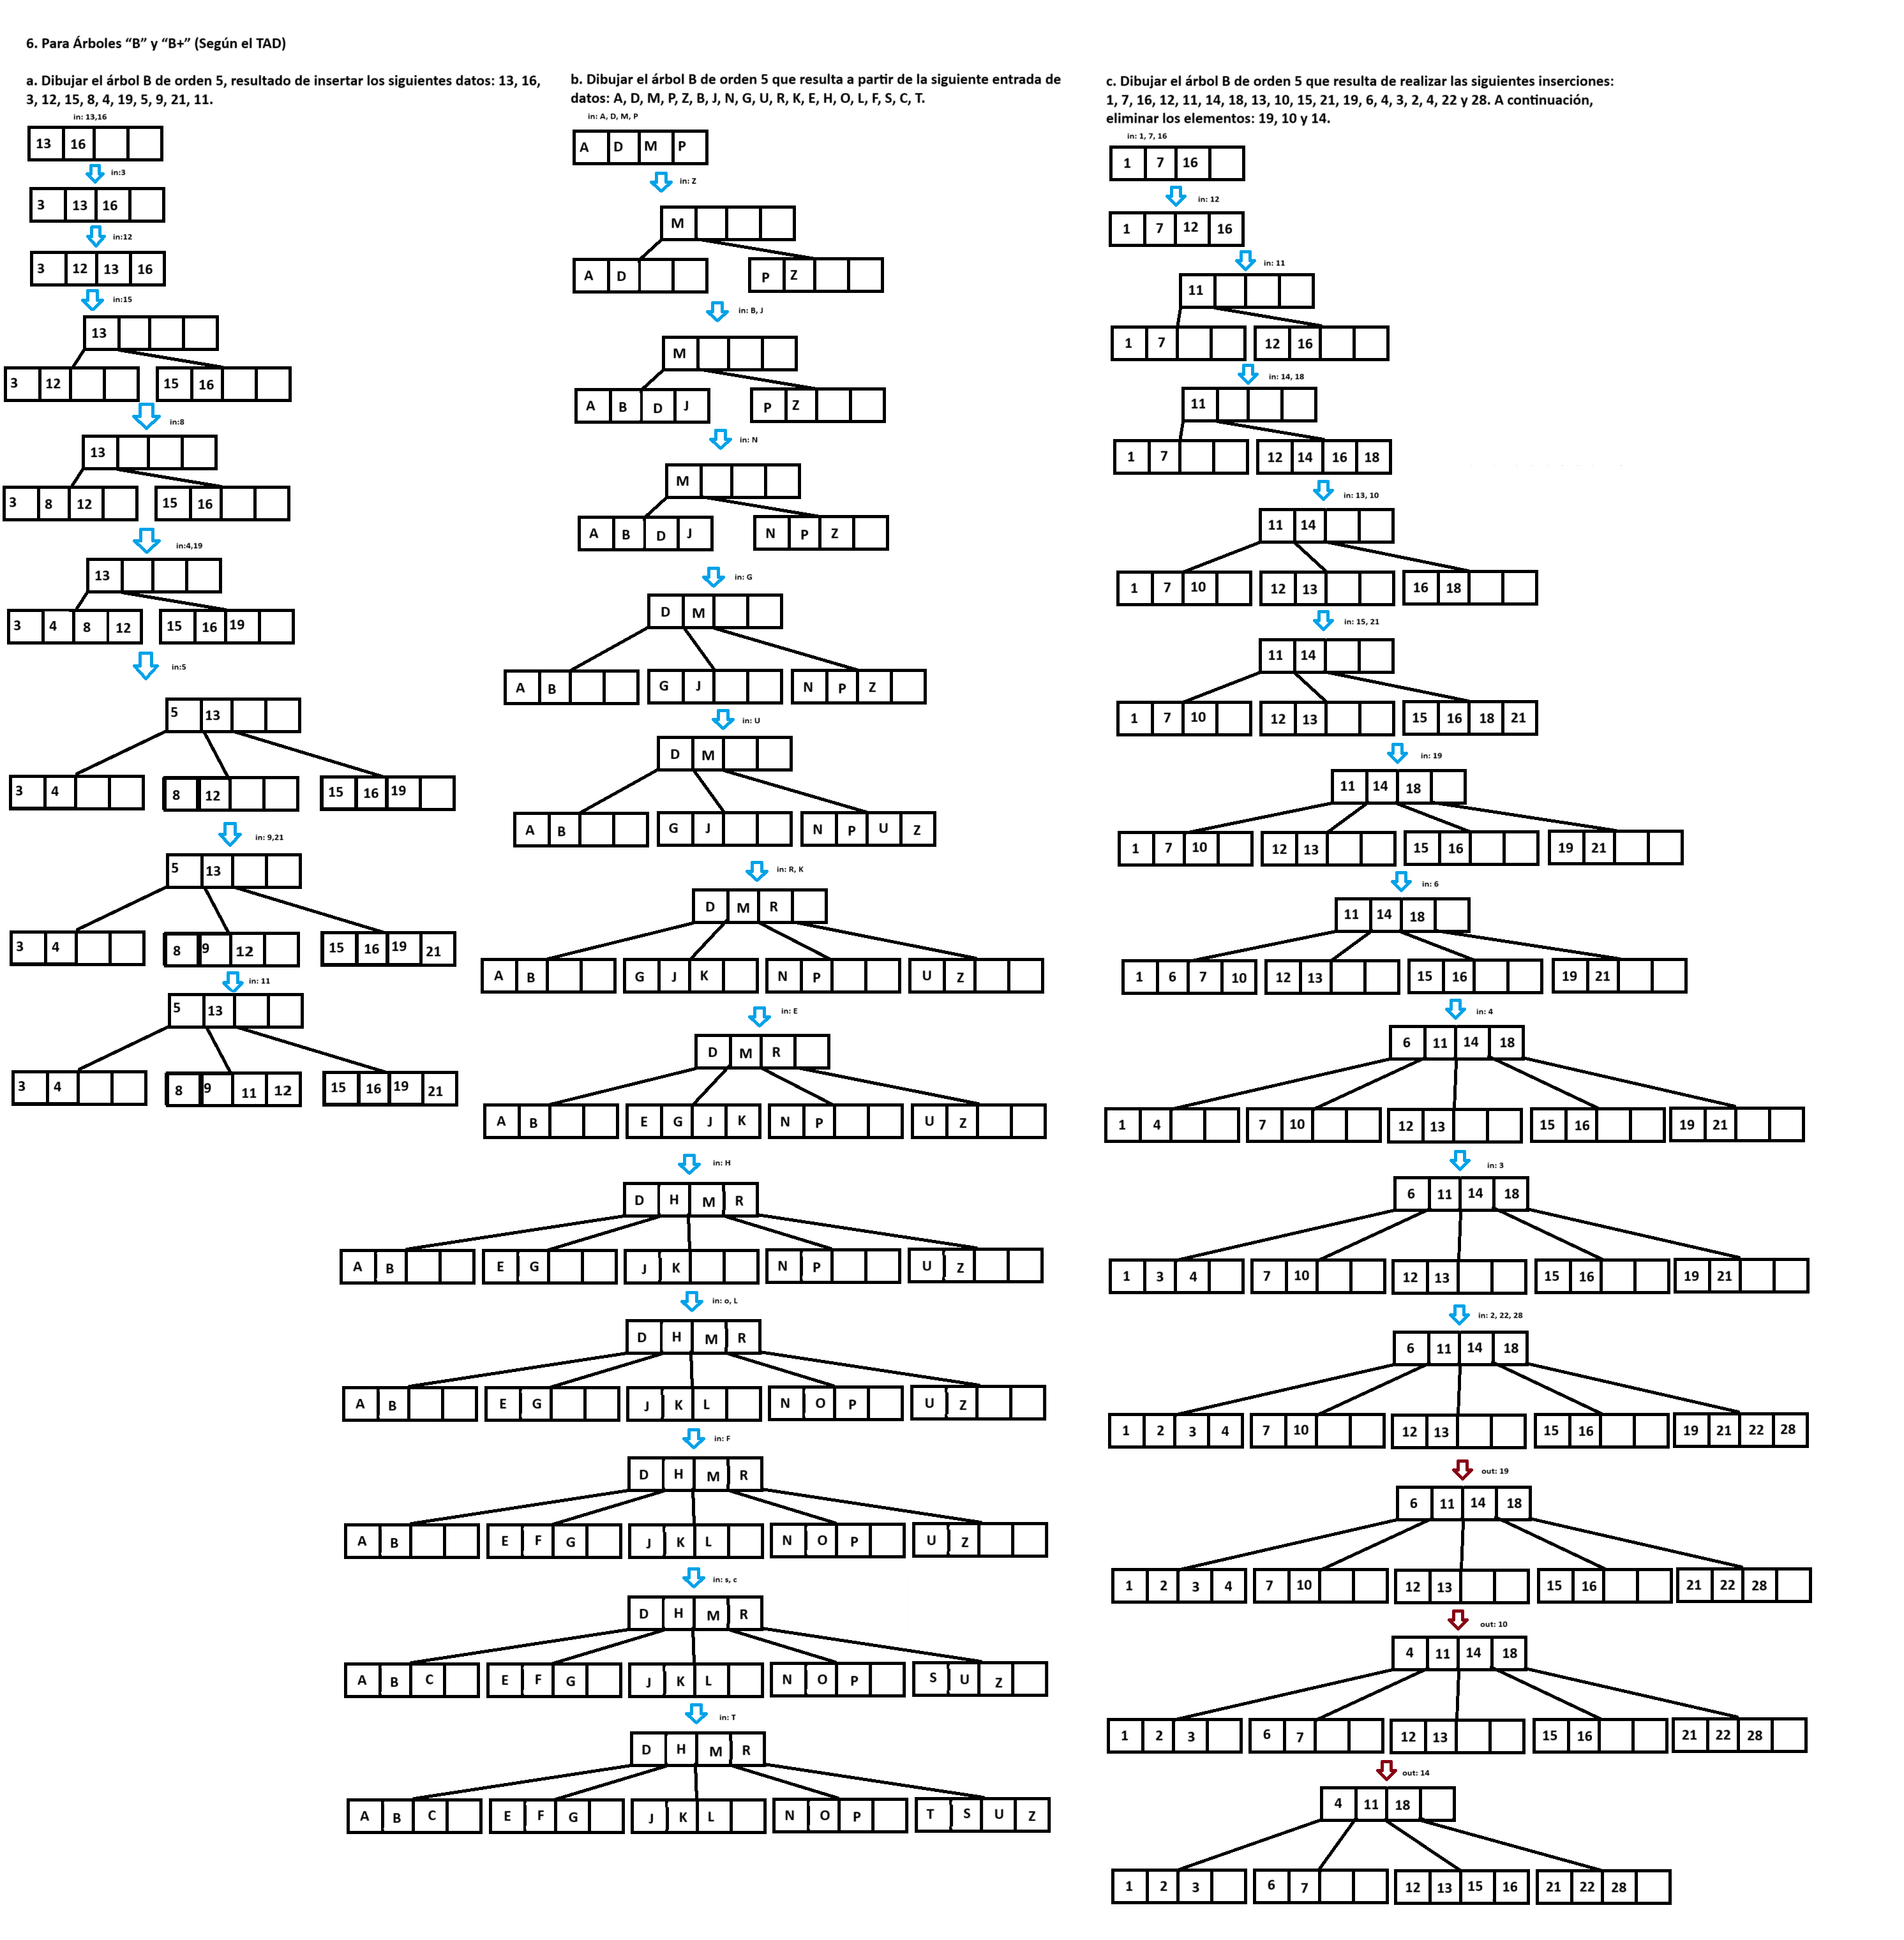 6. Para Árboles “B” y “B+” (Según el TAD)
a. Dibujar el árbol B de orden 5, resultado de insertar los siguientes datos: 13, 16,
3, 12, 15, 8, 4, 19, 5, 9, 21, 11.
in: 13,16
13 16
in:3
3 13 16
in:12
3 12 13 16
in:15
13
3 12 15 16
in:8
13
3 8 12 15 16
in:4,19
13
3 4 8 12 15 16 19
in:5
5 13
3 4 8 12 15 16 19
in: 9,21
5 13
3 4 8 9 12 15 16 19 21
in: 11
5 13
3 4 8 9 11 12 15 16 19 21
b. Dibujar el árbol B de orden 5 que resulta a partir de la siguiente entrada de
datos: A, D, M, P, Z, B, J, N, G, U, R, K, E, H, O, L, F, S, C, T.
in: A, D, M, P
A D M P
in: Z
M
A D P Z
in: B, J
M
A B D J P Z
in: N
M
A B D J N P Z
in: G
D M
A B G J N P Z
in: U
D M
A B G J N P U Z
in: R, K
D M R
A B G J K N P U Z
in: E
D M R
A B E G J K N P U Z
in: H
D H M R
A B E G J K N P U Z
in: o, L
D H M R
A B E G J K L N O P U Z
in: F
D H M R
A B E F G J K L N O P U Z
in: s, c
D H M R
A B C E F G J K L N O P S U Z
in: T
D H M R
A B C E F G J K L N O P T S U Z
c. Dibujar el árbol B de orden 5 que resulta de realizar las siguientes inserciones:
1, 7, 16, 12, 11, 14, 18, 13, 10, 15, 21, 19, 6, 4, 3, 2, 4, 22 y 28. A continuación,
eliminar los elementos: 19, 10 y 14.
in: 1, 7, 16
1 7 16
in: 12
1 7 12 16
in: 11
11
1 7 12 16
in: 14, 18
11
1 7 12 14 16 18
in: 13, 10
11 14
1 7 10 12 13 16 18
in: 15, 21
11 14
1 7 10 12 13 15 16 18 21
in: 19
11 14 18
1 7 10 12 13 15 16 19 21
in: 6
11 14 18
1 6 7 10 12 13 15 16 19 21
in: 4
6 11 14 18
1 4 7 10 12 13 15 16 19 21
in: 3
6 11 14 18
1 3 4 7 10 12 13 15 16 19 21
in: 2, 22, 28
6 11 14 18
1 2 3 4 7 10 12 13 15 16 19 21 22 28
out: 19
6 11 14 18
1 2 3 4 7 10 12 13 15 16 21 22 28
out: 10
4 11 14 18
1 2 3 6 7 12 13 15 16 21 22 28
out: 14
4 11 18
1 2 3 6 7 12 13 15 16 21 22 28